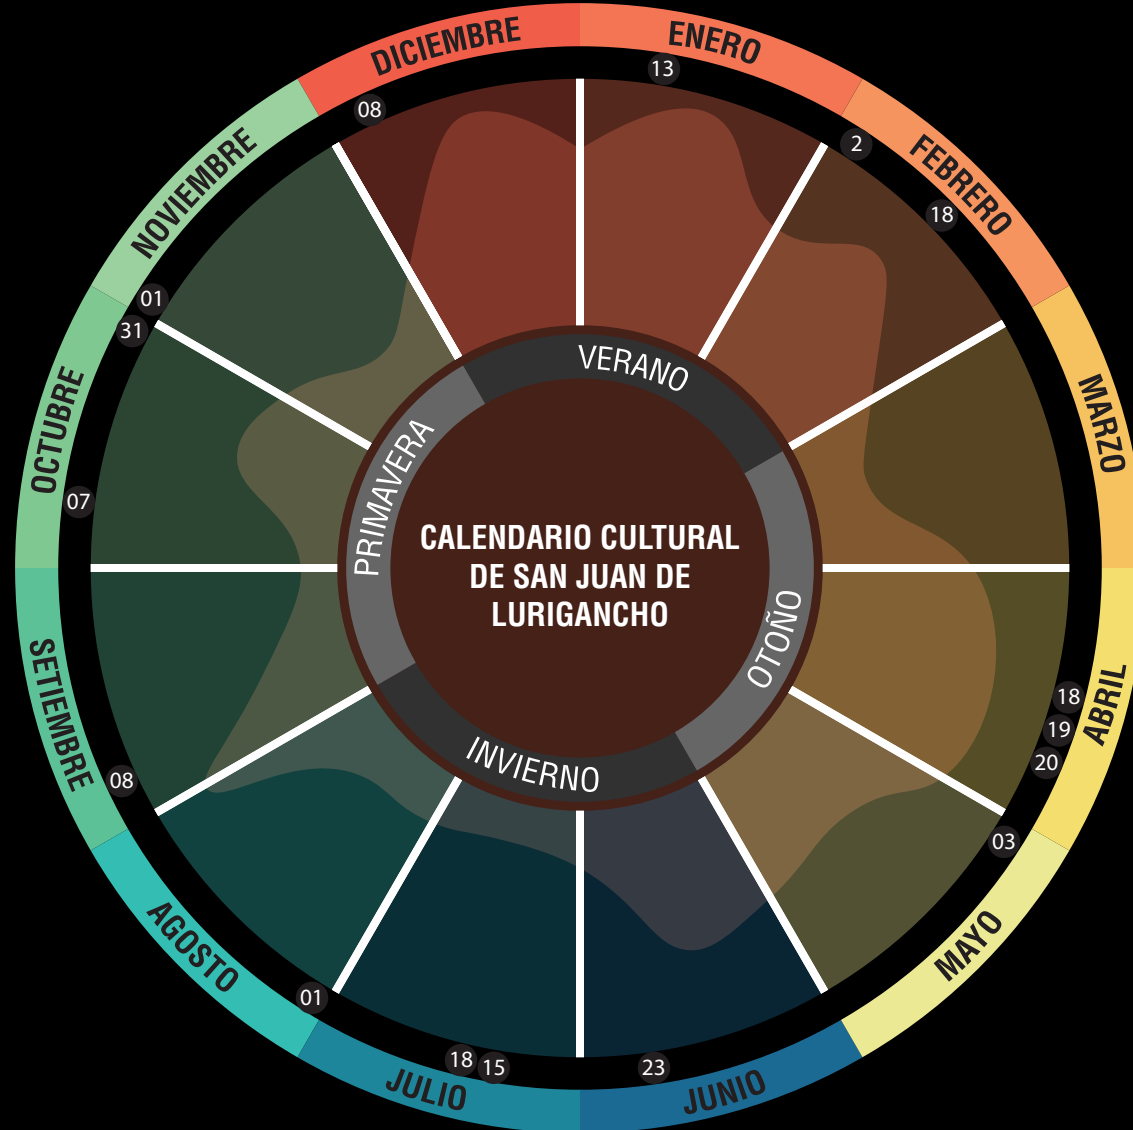 DICIEMBRE
ENERO
FEBRERO
MARZO
ABRIL
MAYO
JUNIO
JULIO
AGOSTO
SETIEMBRE
OCTUBRE
NOVIEMBRE
13
2
18
18
19
20
03
23
15
18
01
08
07
31
01
08
VERANO
OTOÑO
INVIERNO
PRIMAVERA
CALENDARIO CULTURAL
DE SAN JUAN DE
LURIGANCHO